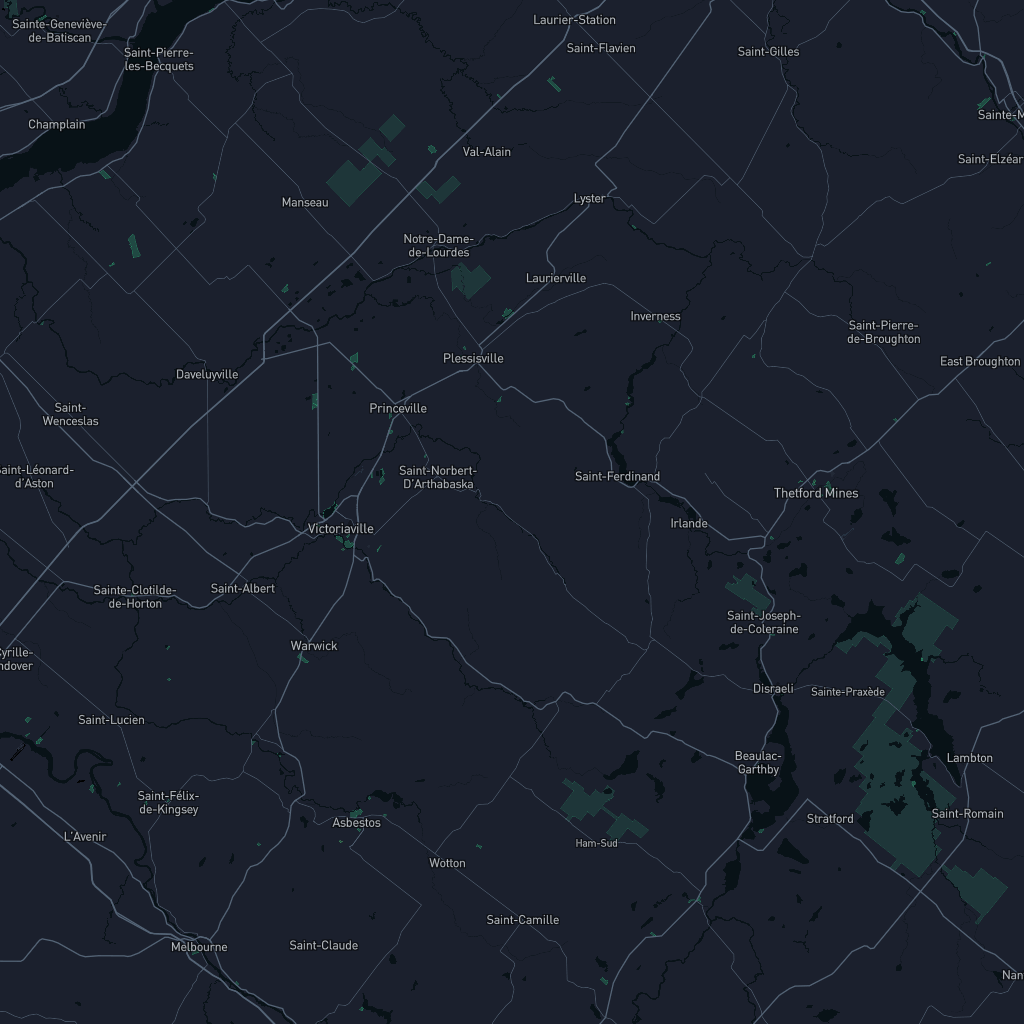 Sainte-Geneviève-
de-Batiscan
Laurier-Station
Saint-Flavien
Saint-Gilles
Saint-Pierre-
les-Becquets
Champlain
Sainte-M
Saint-Elzéar
Val-Alain
Manseau
Lyster
Notre-Dame-
de-Lourdes
Laurierville
Inverness
Saint-Pierre-
de-Broughton
Plessisville
East Broughton
Daveluyville
Saint-
Wenceslas
Princeville
Saint-Léonard-
d'Aston
Saint-Norbert-
D'Arthabaska
Saint-Ferdinand
Thetford Mines
Irlande
Victoriaville
Sainte-Clotilde-
de-Horton
Saint-Albert
Saint-Joseph-
de-Coleraine
Warwick
Cyrille-
ndover
Disraeli
Sainte-Praxède
Saint-Lucien
Beaulac-
Garthby
Lambton
Saint-Félix-
de-Kingsey
Asbestos
Stratford
Saint-Romain
L'Avenir
Ham-Sud
Wotton
Saint-Camille
Melbourne
Saint-Claude
Nan